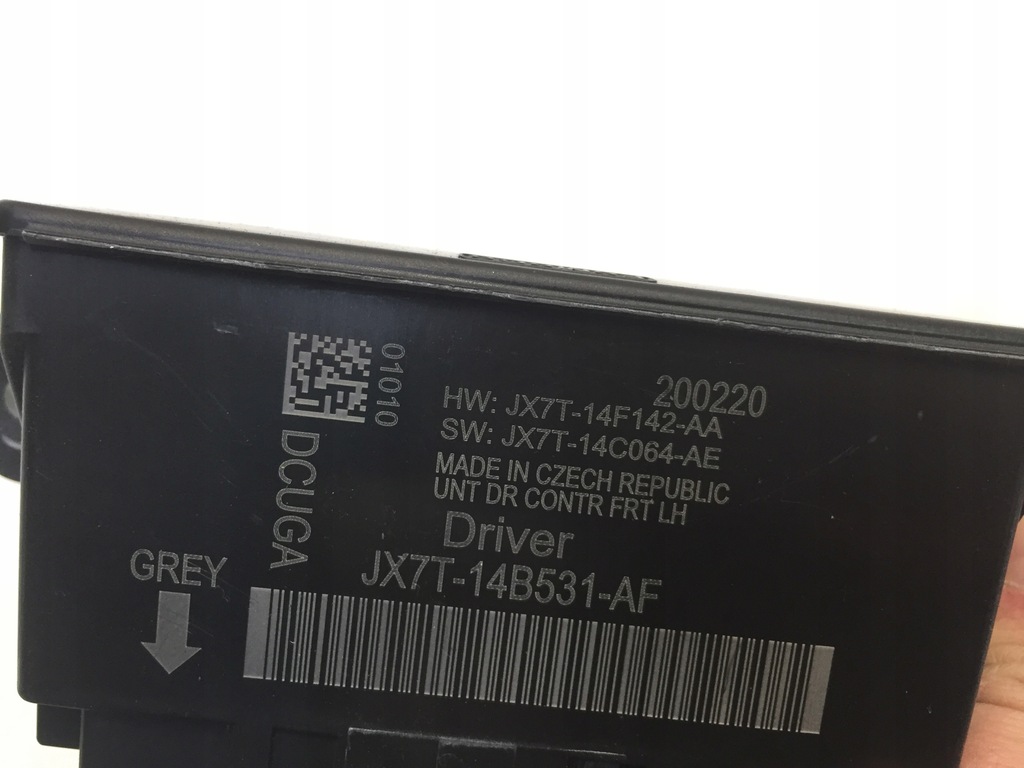 01010
DCUGA
200220
HW: JX7T-14F142-AA
SW: JX7T-14C064-AE
MADE IN CZECH REPUBLIC
UNT DR CONTR FRT LH
Driver
JX7T-14B531-AF
GREY